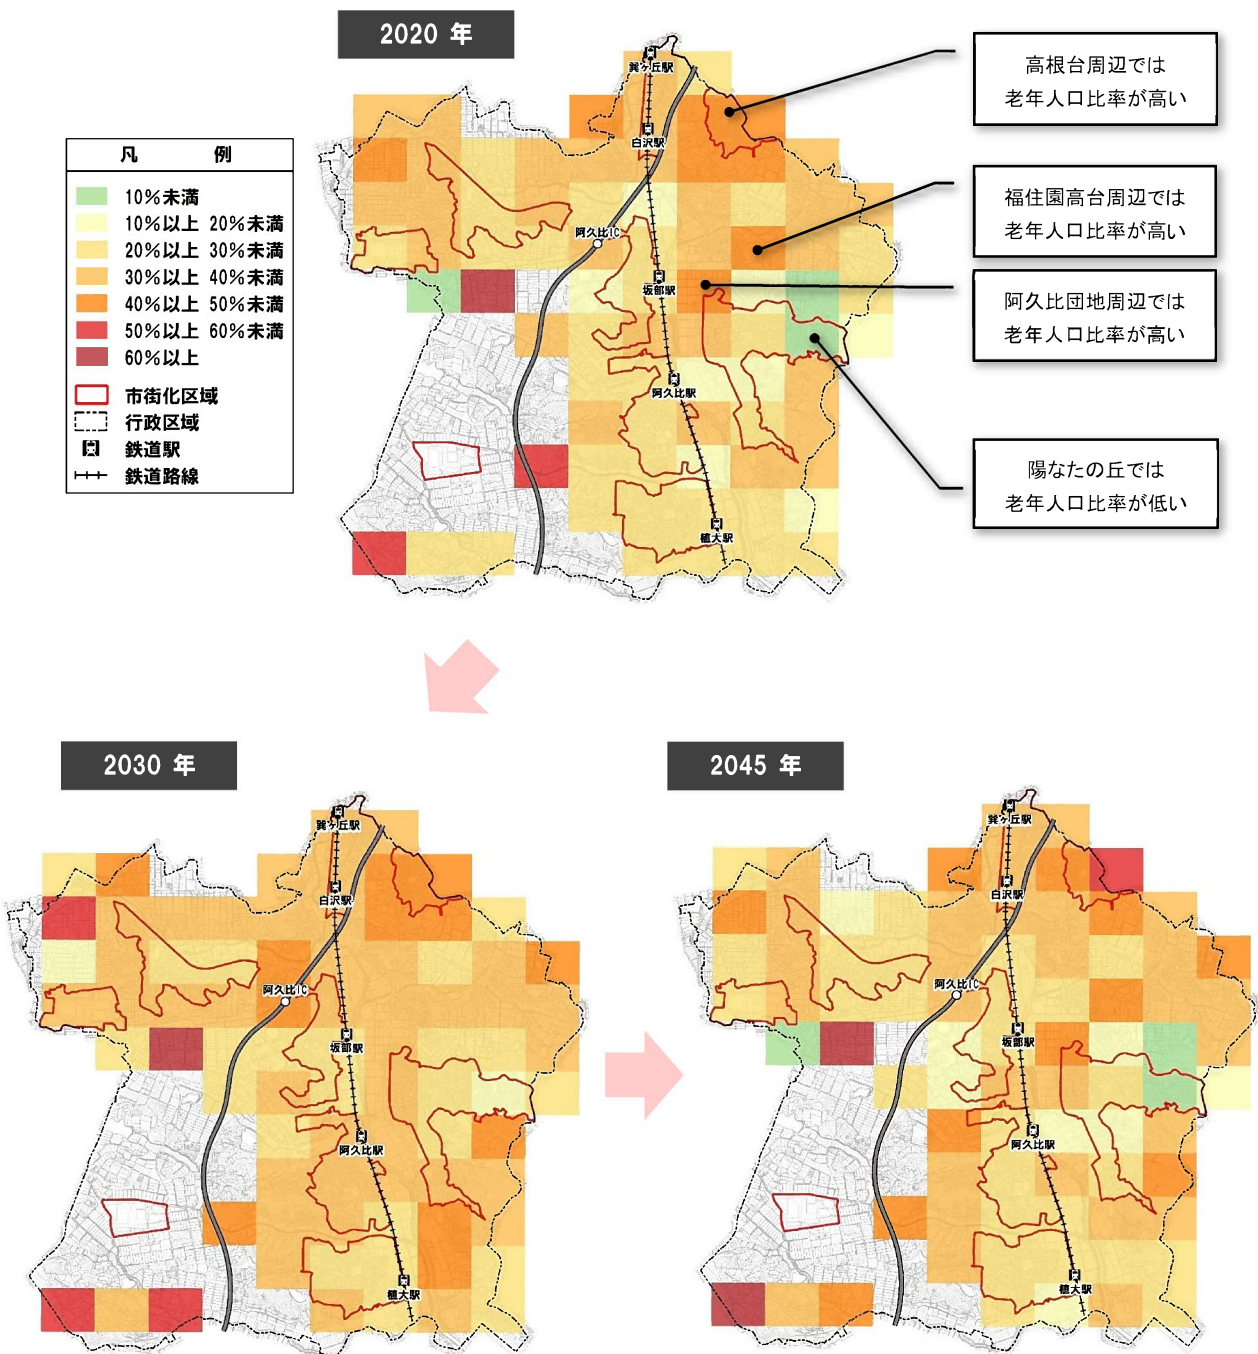 2020 年
高根台周辺では
老年人口比率が高い
福住園高台周辺では
老年人口比率が高い
阿久比団地周辺では
老年人口比率が高い
陽なたの丘では
老年人口比率が低い
凡 例
10%未満
10%以上 20%未満
20%以上 30%未満
30%以上 40%未満
40%以上 50%未満
50%以上 60%未満
60%以上
市街化区域
行政区域
鉄道駅
鉄道路線
巽ヶ丘駅
白沢駅
阿久比IC
坂部駅
阿久比駅
植大駅
2030 年
巽ヶ丘駅
白沢駅
阿久比IC
坂部駅
阿久比駅
植大駅
2045 年
巽ヶ丘駅
白沢駅
阿久比IC
坂部駅
阿久比駅
植大駅